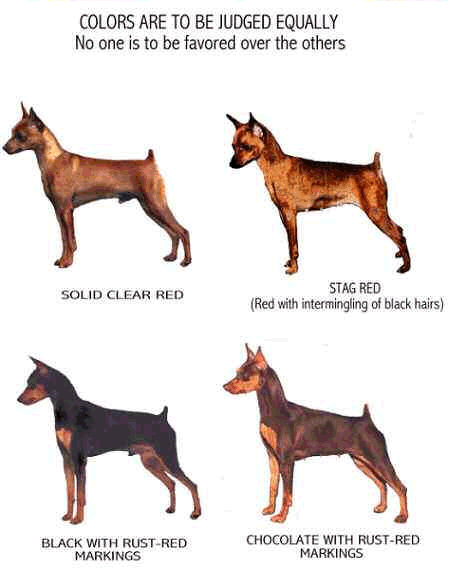 COLORS ARE TO BE JUDGED EQUALLY
No one is to be favored over the others
SOLID CLEAR RED
STAG RED
(Red with intermingling of black hairs)
BLACK WITH RUST-RED
MARKINGS
CHOCOLATE WITH RUST-RED
MARKINGS